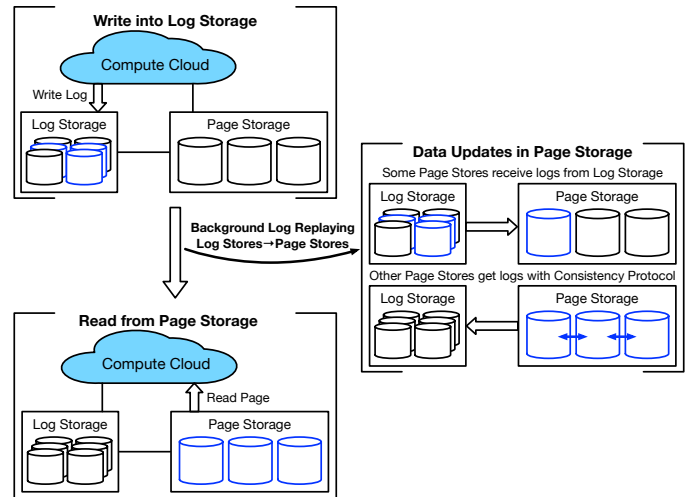 Write into Log Storage
Compute Cloud
Write Log
Log Storage
Page Storage
Background Log Replaying
Log Stores→Page Stores
Data Updates in Page Storage
Some Page Stores receive logs from Log Storage
Log Storage
Page Storage
Other Page Stores get logs with Consistency Protocol
Log Storage
Page Storage
Read from Page Storage
Compute Cloud
Read Page
Log Storage
Page Storage